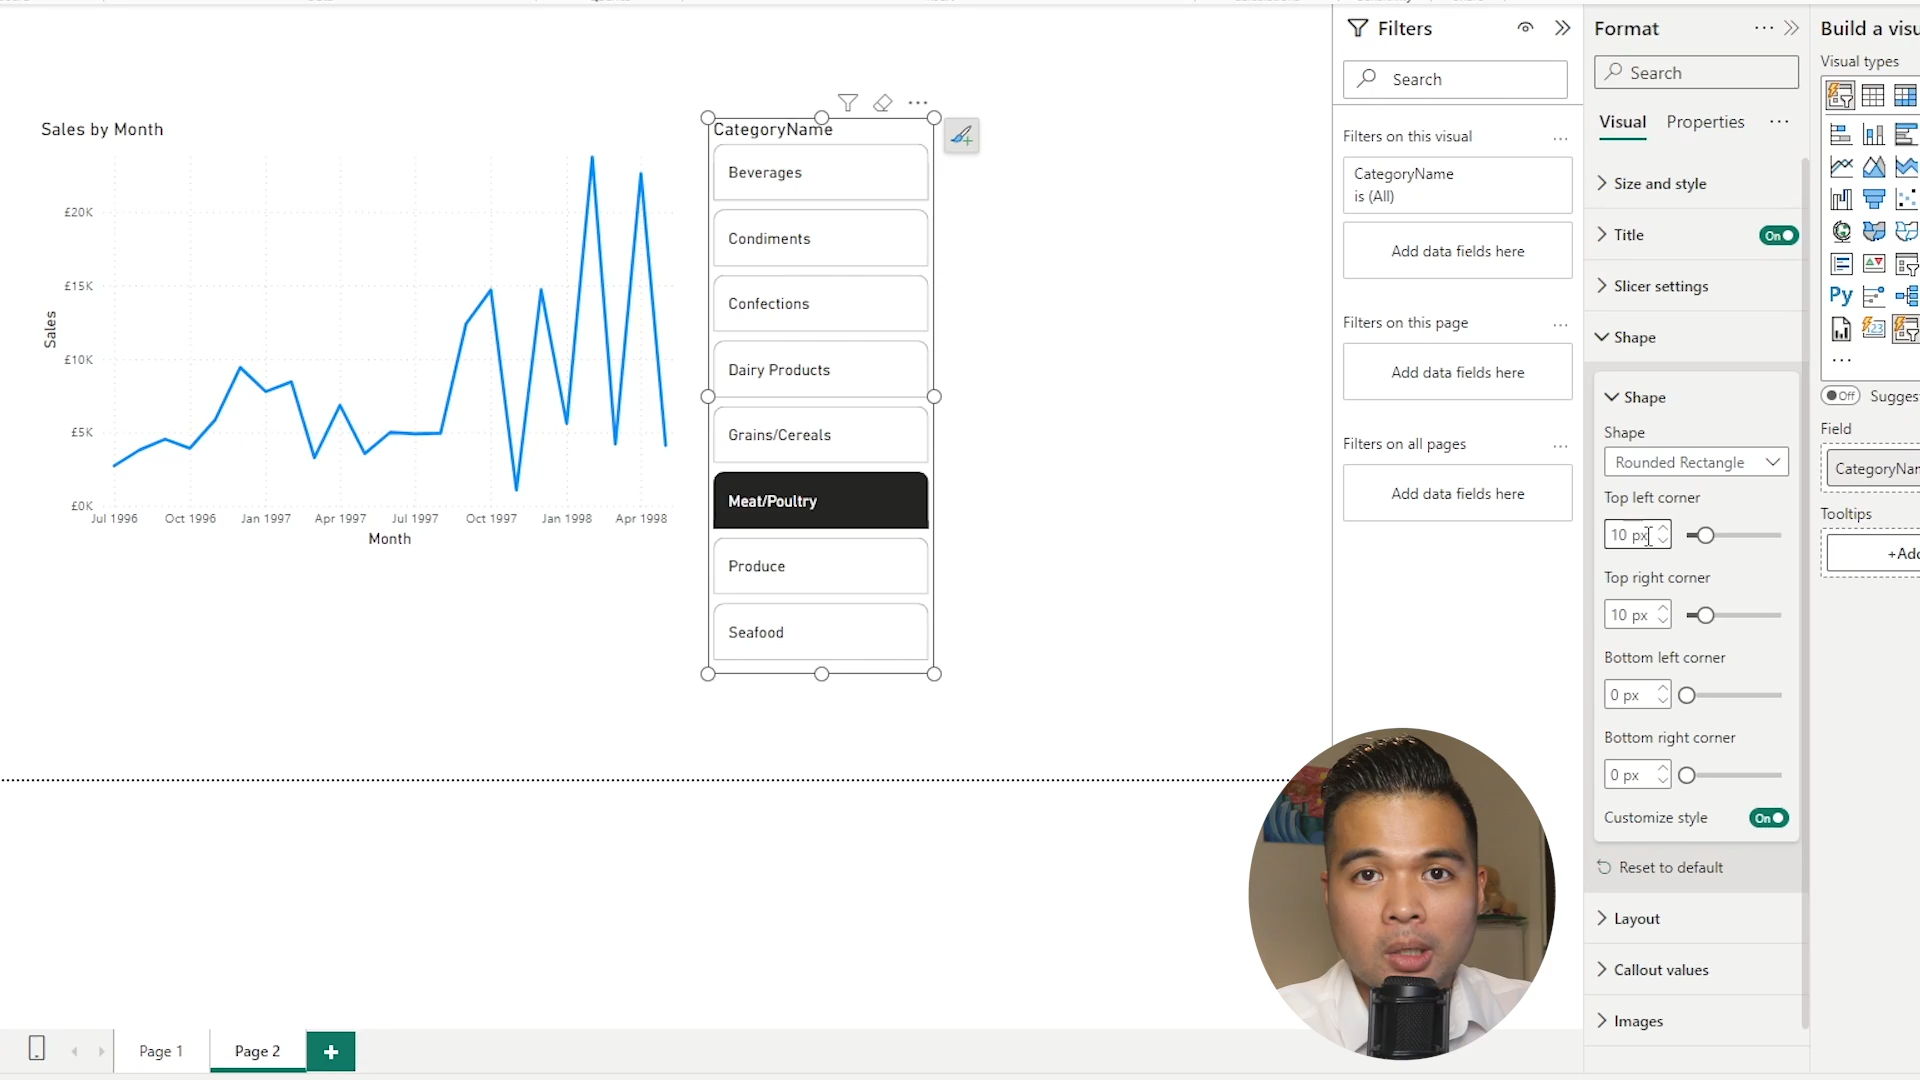 Sales by Month
Sales
£20K
£15K
£10K
£5K
£0K
Jul 1996
Oct 1996
Jan 1997
Apr 1997
Jul 1997
Oct 1997
Jan 1998
Apr 1998
Month
CategoryName
Beverages
Condiments
Confections
Dairy Products
Grains/Cereals
Meat/Poultry
Produce
Seafood
Filters
Search
Filters on this visual
CategoryName
is (All)
Add data fields here
Filters on this page
Add data fields here
Filters on all pages
Add data fields here
Format
Search
Visual
Properties
Size and style
Title
On
Slicer settings
Shape
Shape
Shape
Rounded Rectangle
Top left corner
10 px
Top right corner
10 px
Bottom left corner
0 px
Bottom right corner
0 px
Customize style
On
Reset to default
Layout
Callout values
Images
Build a visu
Visual types
Py
123
Off
Sugges
Field
CategoryNam
Tooltips
+Add
Page 1
Page 2